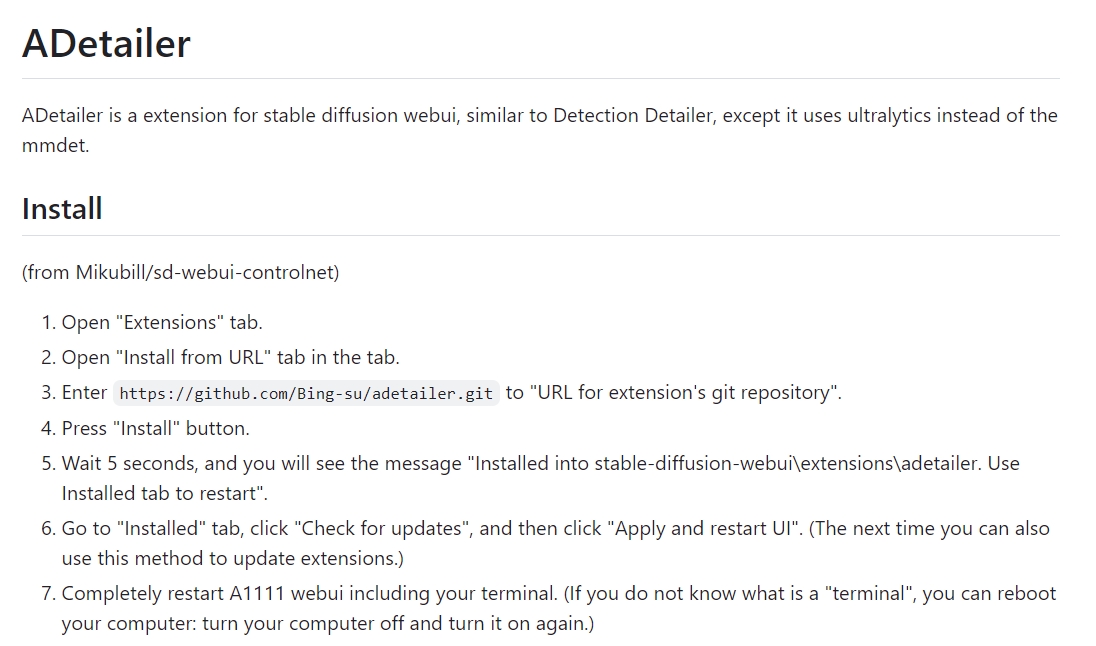 ADetailer
ADetailer is a extension for stable diffusion webui, similar to Detection Detailer, except it uses ultralytics instead of the
mmdet.
Install
(from Mikubill/sd-webui-controlnet)
1. Open "Extensions" tab.
2. Open "Install from URL" tab in the tab.
3. Enter https://github.com/Bing-su/adetailer.git to "URL for extension's git repository".
4. Press "Install" button.
5. Wait 5 seconds, and you will see the message "Installed into stable-diffusion-webui\extensions\adetailer. Use
Installed tab to restart".
6. Go to "Installed" tab, click "Check for updates", and then click "Apply and restart UI". (The next time you can also
use this method to update extensions.)
7. Completely restart A1111 webui including your terminal. (If you do not know what is a "terminal", you can reboot
your computer: turn your computer off and turn it on again.)